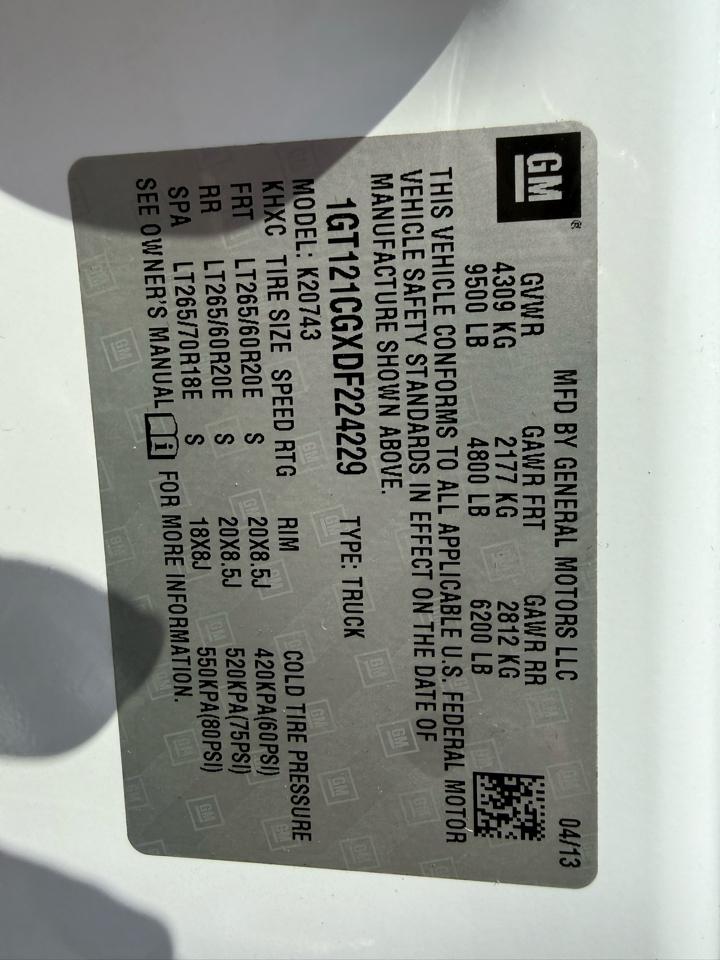 GM®
MFD BY GENERAL MOTORS LLC 04/13
GVWR GAWR FRT GAWR RR
4309 KG 2177 KG 2812 KG
9500 LB 4800 LB 6200 LB
THIS VEHICLE CONFORMS TO ALL APPLICABLE U.S. FEDERAL MOTOR
VEHICLE SAFETY STANDARDS IN EFFECT ON THE DATE OF
MANUFACTURE SHOWN ABOVE.
1GT121CGXDF224229 TYPE: TRUCK
MODEL: K20743
KHXC TIRE SIZE SPEED RTG RIM COLD TIRE PRESSURE
FRT LT265/60R20E S 20X8.5J 420KPA(60PSI)
RR LT265/60R20E S 20X8.5J 520KPA(75PSI)
SPA LT265/70R18E S 18X8J 550KPA(80PSI)
SEE OWNER'S MANUAL i FOR MORE INFORMATION.